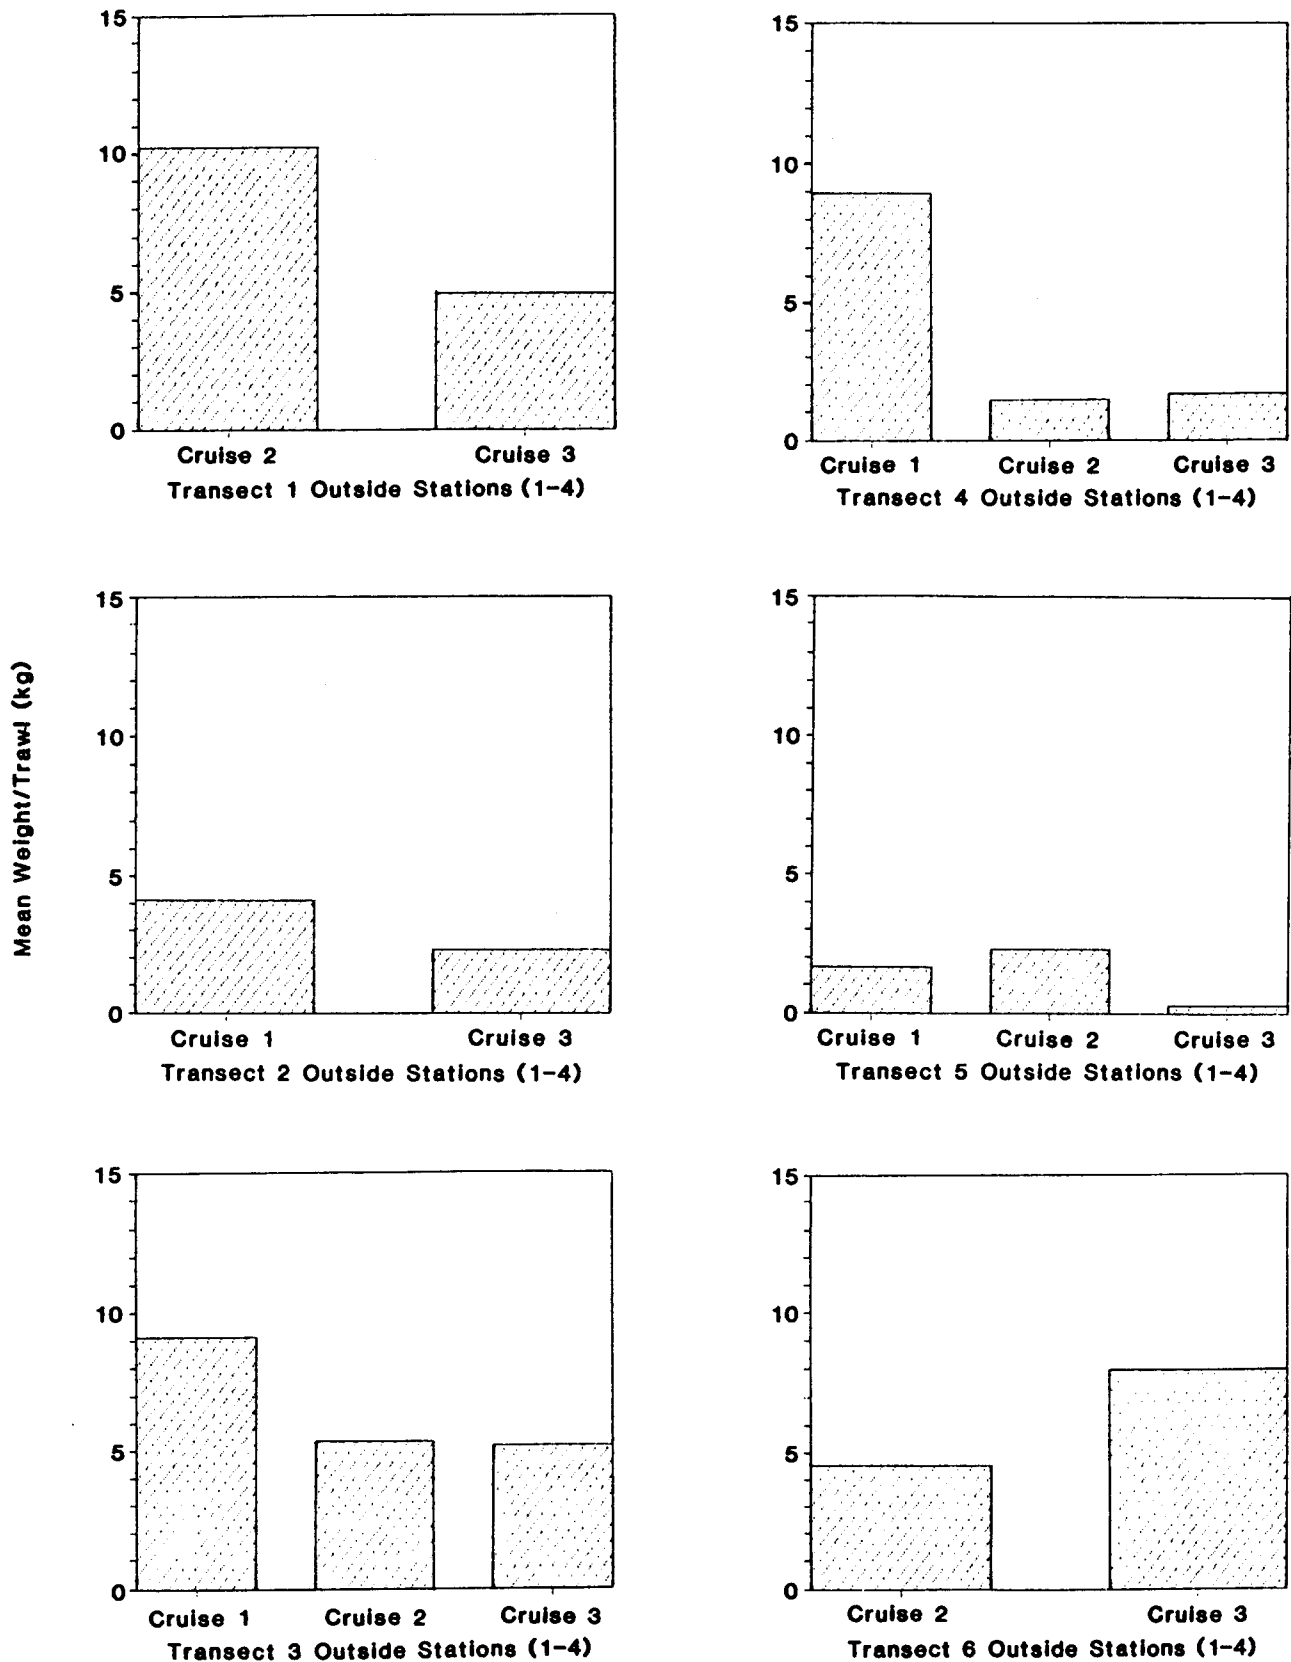 Mean Weight/Trawl (kg)
15
10
5
0
Cruise 2 Cruise 3
Transect 1 Outside Stations (1-4)
15
10
5
0
Cruise 1 Cruise 2 Cruise 3
Transect 4 Outside Stations (1-4)
15
10
5
0
Cruise 1 Cruise 3
Transect 2 Outside Stations (1-4)
15
10
5
0
Cruise 1 Cruise 2 Cruise 3
Transect 5 Outside Stations (1-4)
15
10
5
0
Cruise 1 Cruise 2 Cruise 3
Transect 3 Outside Stations (1-4)
15
10
5
0
Cruise 2 Cruise 3
Transect 6 Outside Stations (1-4)